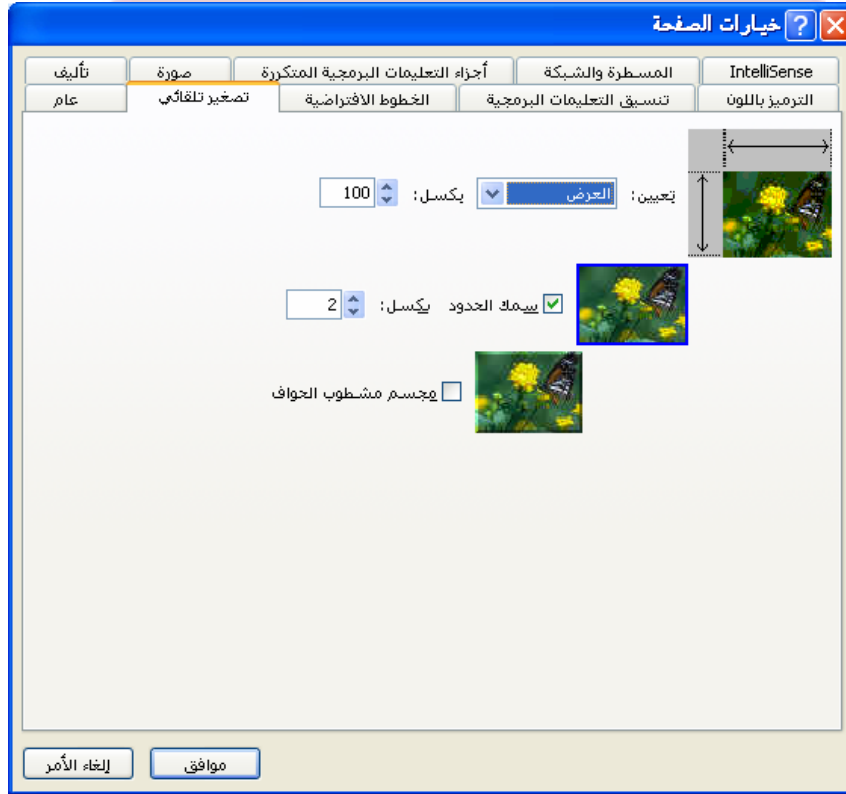 خيارات الصفحة
IntelliSense المسطرة والشبكة أجزاء التعليمات البرمجية المتكررة صورة تأليف
الترميز باللون تنسيق التعليمات البرمجية الخطوط الافتراضية تصغير تلقائي عام
تعيين: العرض بكسل: 100
سمك الحدود بكسل: 2
مجسم مشطوب الحواف
موافق إلغاء الأمر